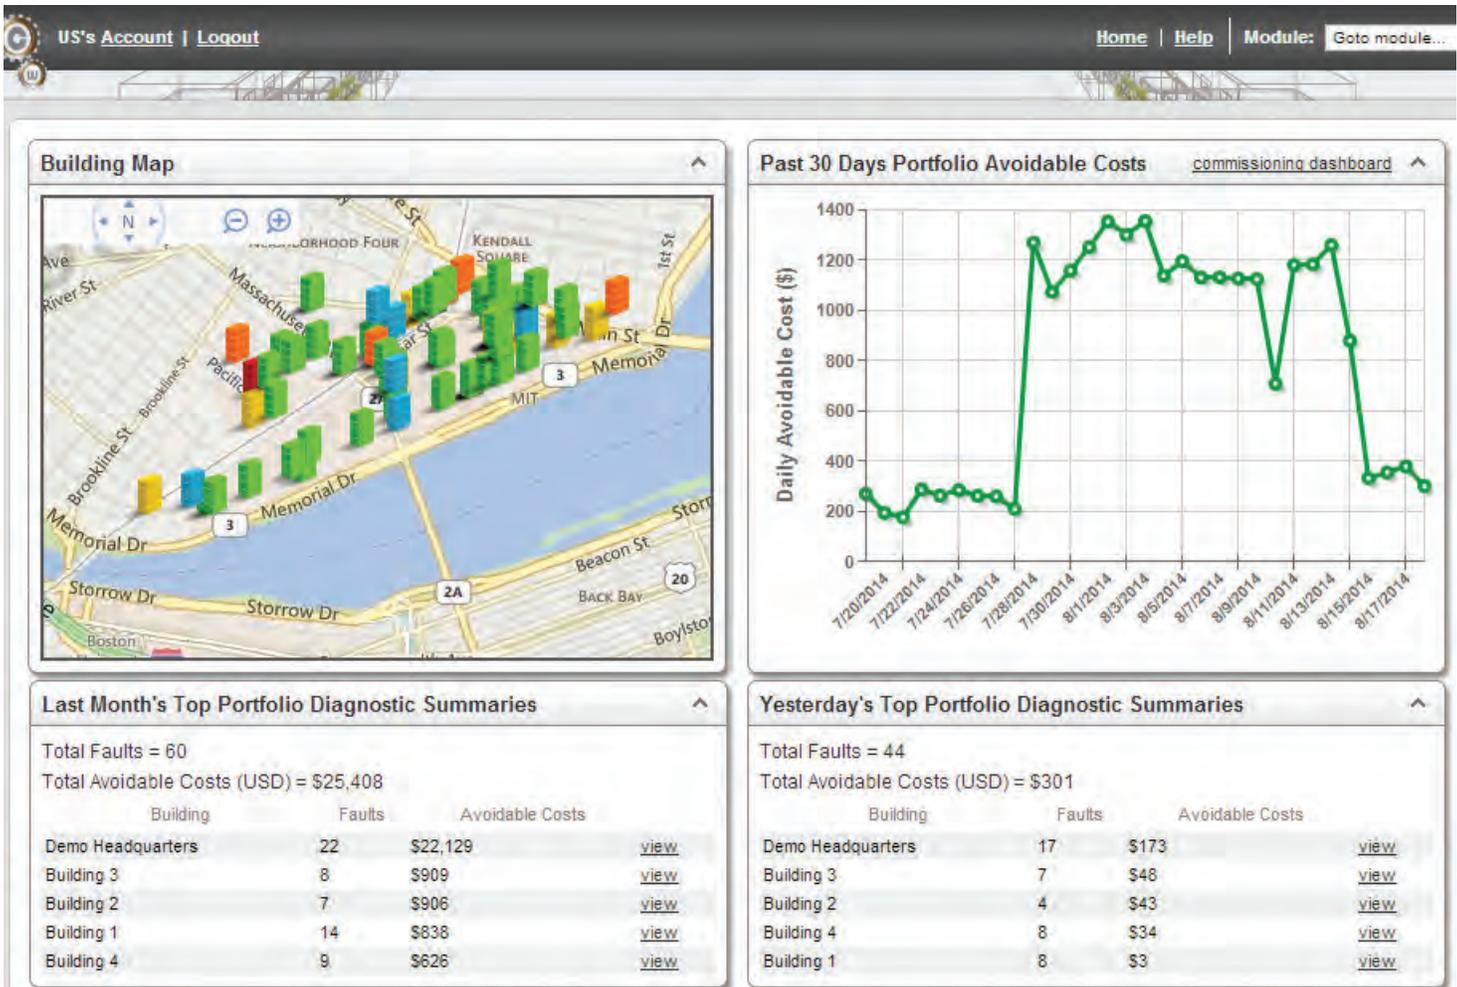 US's Account | Logout
Home | Help Module: Goto module...
Building Map
N
NEIGHBORHOOD FOUR
KENDALL
SQUARE
1st St
Ave
River St
Massachuse
Main St
Memorial Dr
Pacific
Brookline St
3
MIT
Brookline St
3
Memorial Dr
Memorial Dr
Storrow Dr
Storrow Dr
2A
Beacon St
Storr
20
BACK BAY
Boylsto
Boston
Past 30 Days Portfolio Avoidable Costs commissioning dashboard
Daily Avoidable Cost ($)
1400
1200
1000
800
600
400
200
0
7/20/2014 7/22/2014 7/24/2014 7/26/2014 7/28/2014 7/30/2014 8/1/2014 8/3/2014 8/5/2014 8/7/2014 8/9/2014 8/11/2014 8/13/2014 8/15/2014 8/17/2014
Last Month's Top Portfolio Diagnostic Summaries
Total Faults = 60
Total Avoidable Costs (USD) = $25,408
Building Faults Avoidable Costs
Demo Headquarters 22 $22,129 view
Building 3 8 $909 view
Building 2 7 $906 view
Building 1 14 $838 view
Building 4 9 $626 view
Yesterday's Top Portfolio Diagnostic Summaries
Total Faults = 44
Total Avoidable Costs (USD) = $301
Building Faults Avoidable Costs
Demo Headquarters 17 $173 view
Building 3 7 $48 view
Building 2 4 $43 view
Building 4 8 $34 view
Building 1 8 $3 view